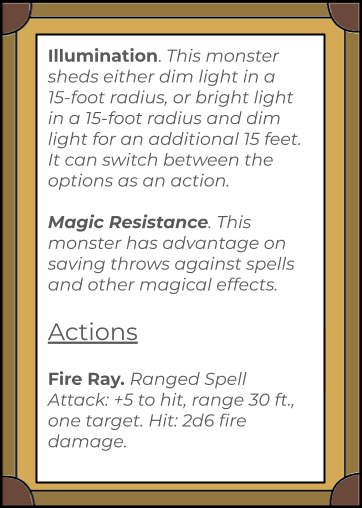 Illumination. This monster
sheds either dim light in a
15-foot radius, or bright light
in a 15-foot radius and dim
light for an additional 15 feet.
It can switch between the
options as an action.
Magic Resistance. This
monster has advantage on
saving throws against spells
and other magical effects.
Actions
Fire Ray. Ranged Spell
Attack: +5 to hit, range 30 ft.,
one target. Hit: 2d6 fire
damage.